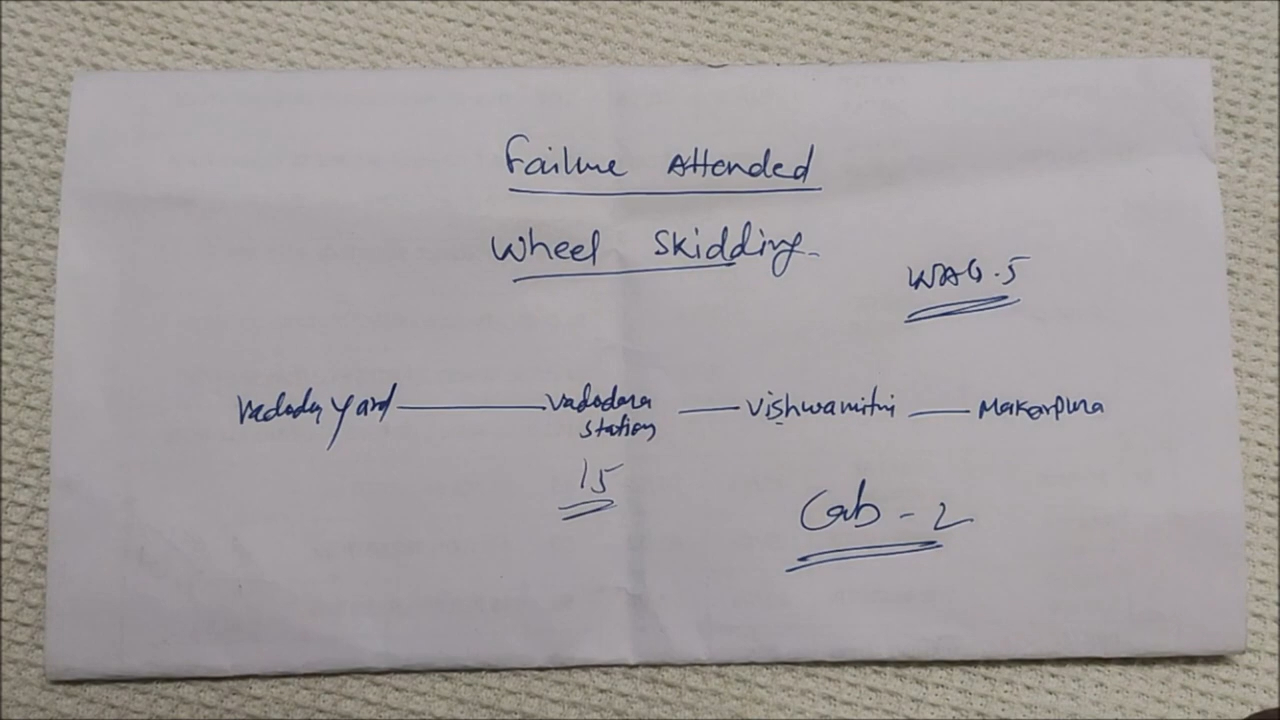 Failure Attended
Wheel Skidding
WAG.5
Vadodara Yard — Vadodara Station — Vishwamitri — Makarpura
15
Cab - 2